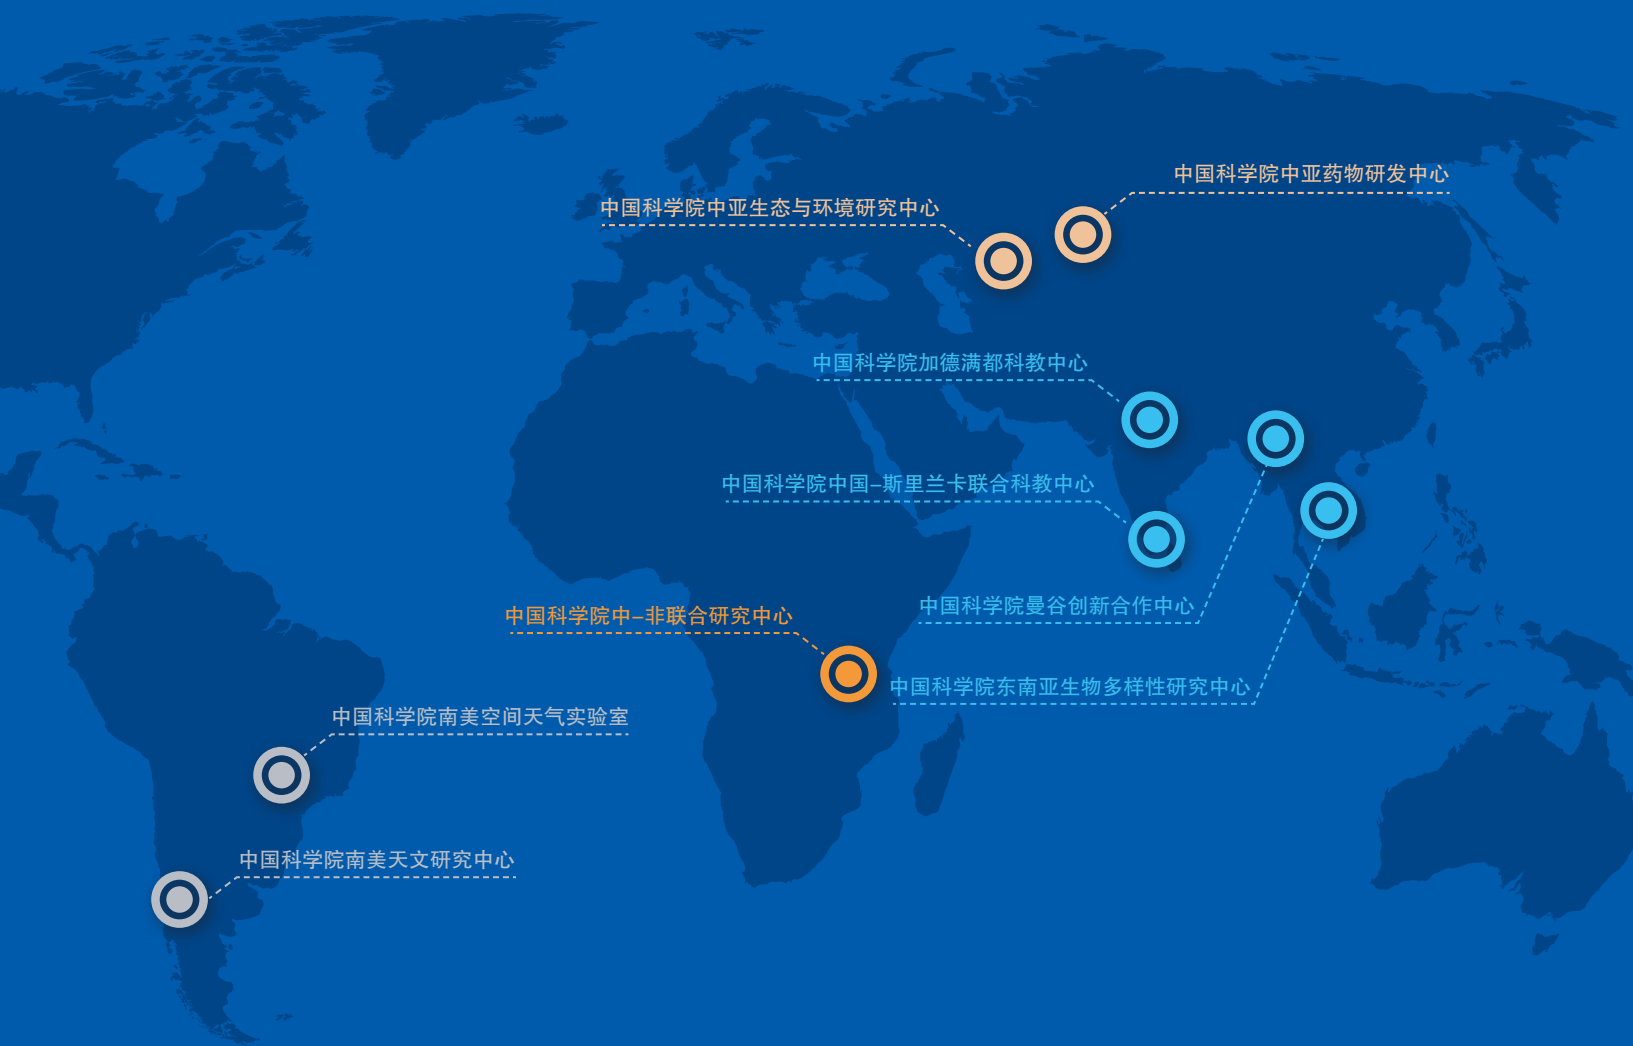 中国科学院中亚药物研发中心
中国科学院中亚生态与环境研究中心
中国科学院加德满都科教中心
中国科学院中国–斯里兰卡联合科教中心
中国科学院曼谷创新合作中心
中国科学院中–非联合研究中心
中国科学院东南亚生物多样性研究中心
中国科学院南美空间天气实验室
中国科学院南美天文研究中心